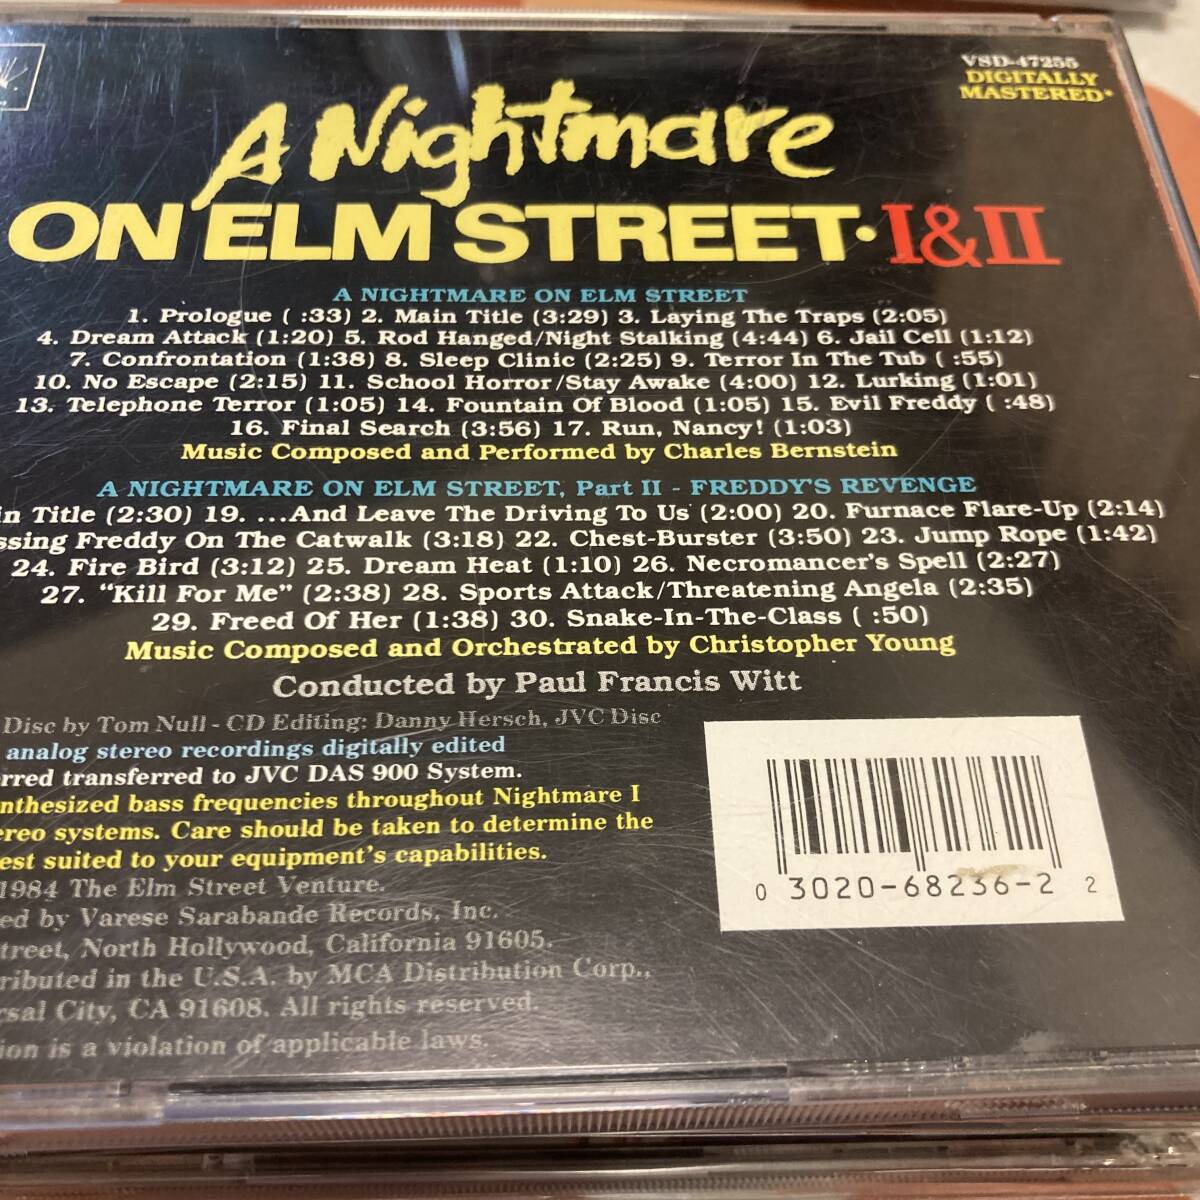 VSD-47255
DIGITALLY
MASTERED•
A Nightmare
ON ELM STREET • I & II
A NIGHTMARE ON ELM STREET
1. Prologue ( :33) 2. Main Title (3:29) 3. Laying The Traps (2:05)
4. Dream Attack (1:20) 5. Rod Hanged/Night Stalking (4:44) 6. Jail Cell (1:12)
7. Confrontation (1:38) 8. Sleep Clinic (2:25) 9. Terror In The Tub ( :55)
10. No Escape (2:15) 11. School Horror/Stay Awake (4:00) 12. Lurking (1:01)
13. Telephone Terror (1:05) 14. Fountain Of Blood (1:05) 15. Evil Freddy ( :48)
16. Final Search (3:56) 17. Run, Nancy! (1:03)
Music Composed and Performed by Charles Bernstein
A NIGHTMARE ON ELM STREET, Part II - FREDDY'S REVENGE
in Title (2:30) 19. ...And Leave The Driving To Us (2:00) 20. Furnace Flare-Up (2:14)
ssing Freddy On The Catwalk (3:18) 22. Chest-Burster (3:50) 23. Jump Rope (1:42)
24. Fire Bird (3:12) 25. Dream Heat (1:10) 26. Necromancer's Spell (2:27)
27. "Kill For Me" (2:38) 28. Sports Attack/Threatening Angela (2:35)
29. Freed Of Her (1:38) 30. Snake-In-The-Class ( :50)
Music Composed and Orchestrated by Christopher Young
Conducted by Paul Francis Witt
Disc by Tom Null - CD Editing: Danny Hersch, JVC Disc
analog stereo recordings digitally edited
rred transferred to JVC DAS 900 System.
nthesized bass frequencies throughout Nightmare I
ereo systems. Care should be taken to determine the
est suited to your equipment's capabilities.
1984 The Elm Street Venture.
ed by Varese Sarabande Records, Inc.
treet, North Hollywood, California 91605.
ributed in the U.S.A. by MCA Distribution Corp.,
rsal City, CA 91608. All rights reserved.
ion is a violation of applicable laws.
0 3020-68236-2 2